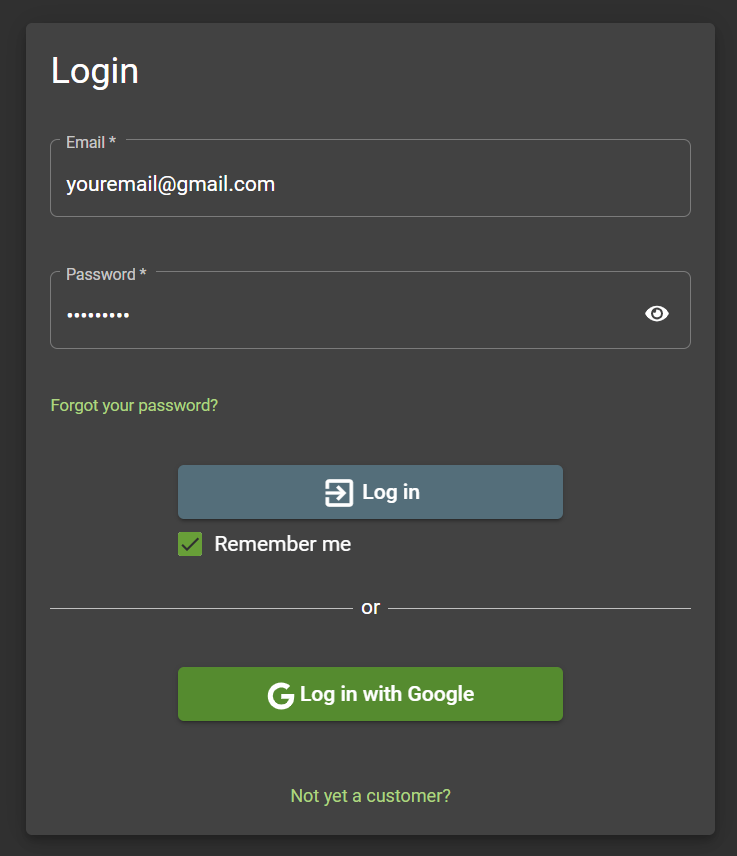 Login
Email *
youremail@gmail.com
Password *
•••••••••
Forgot your password?
Log in
Remember me
or
Log in with Google
Not yet a customer?